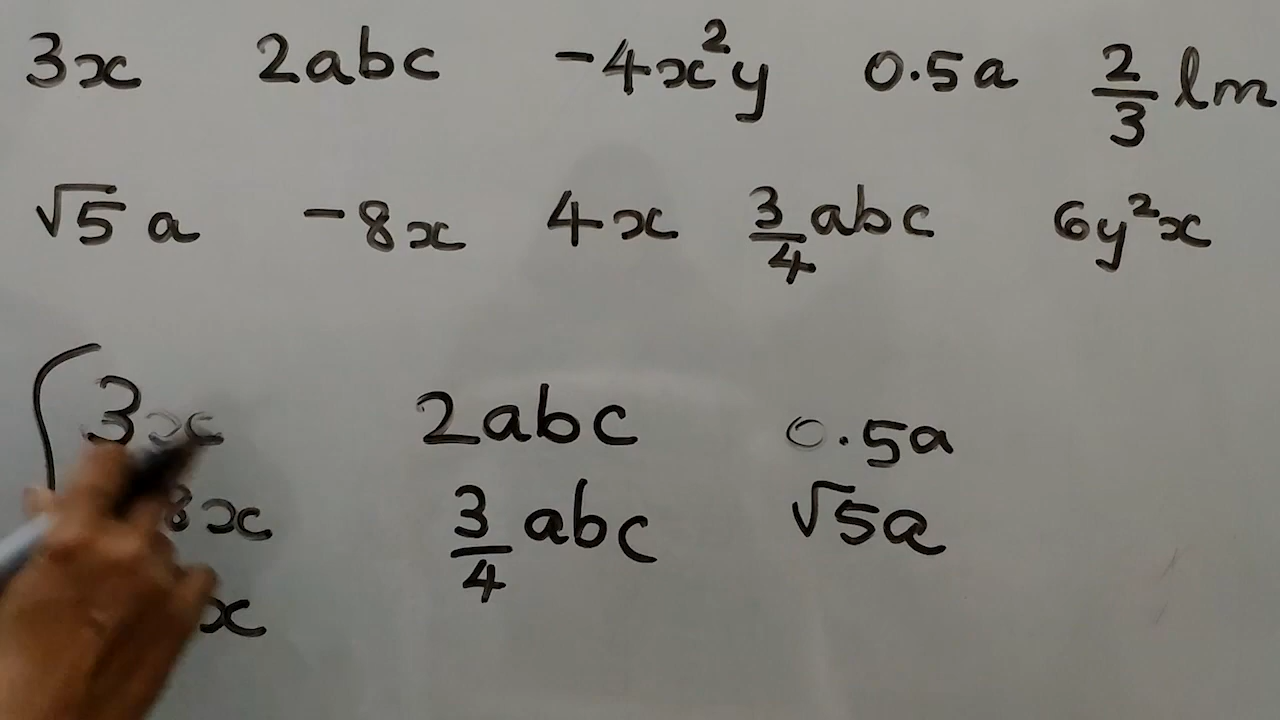 3x 2abc -4x²y 0.5a 2/3 lm
√5 a -8x 4x 3/4 abc 6y²x
3x 2abc 0.5a
8x 3/4 abc √5a
x